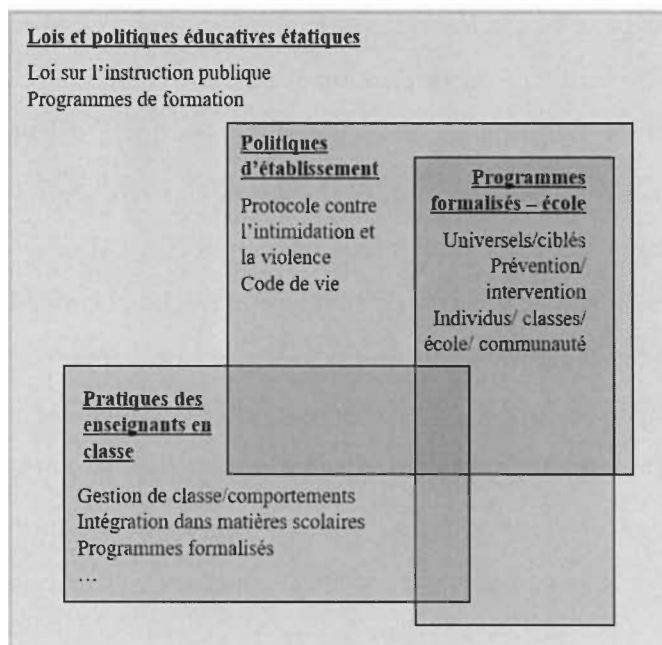 Lois et politiques éducatives étatiques
Loi sur l'instruction publique
Programmes de formation
Politiques
d'établissement
Protocole contre
l'intimidation et
la violence
Code de vie
Programmes
formalisés – école
Universels/ciblés
Prévention/
intervention
Individus/ classes/
école/ communauté
Pratiques des
enseignants en
classe
Gestion de classe/comportements
Intégration dans matières scolaires
Programmes formalisés
…